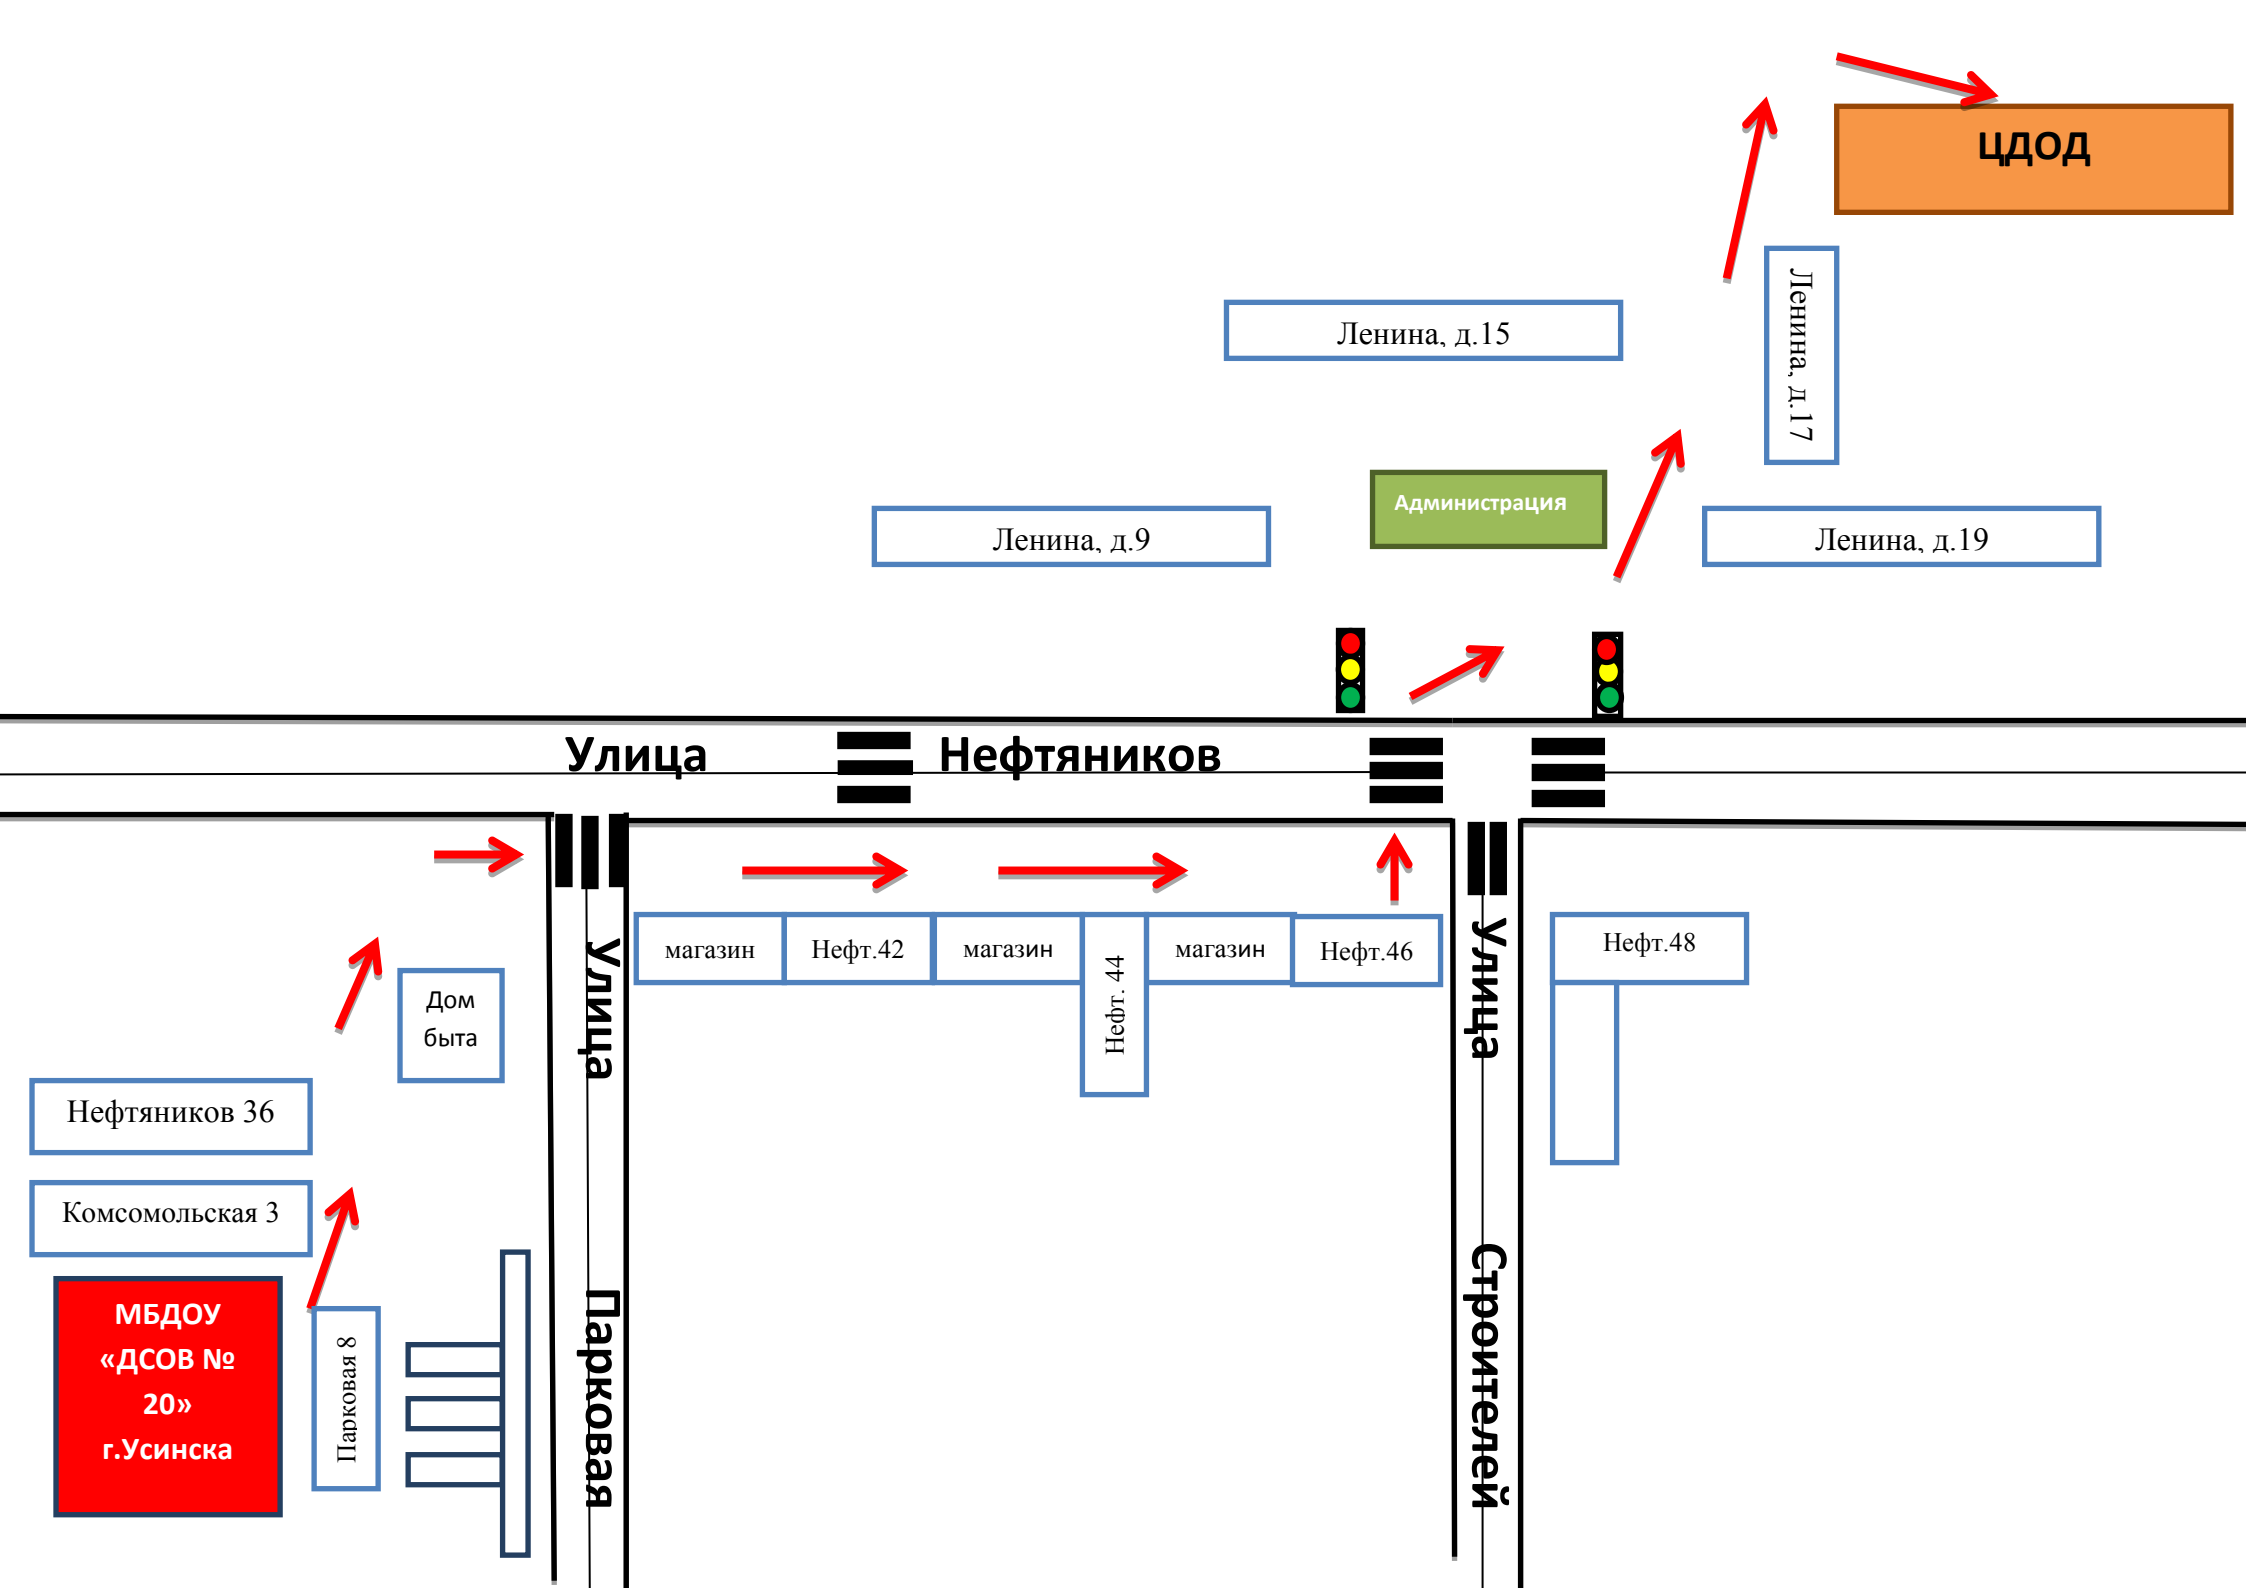 ЦДОД
Ленина, д.17
Ленина, д.15
Администрация
Ленина, д.9
Ленина, д.19
Улица Нефтяников
магазин
Нефт.42
магазин
Нефт. 44
магазин
Нефт.46
Нефт.48
Улица Парковая
Улица Строителей
Дом
быта
Нефтяников 36
Комсомольская 3
МБДОУ
«ДСОВ №
20»
г.Усинска
Парковая 8